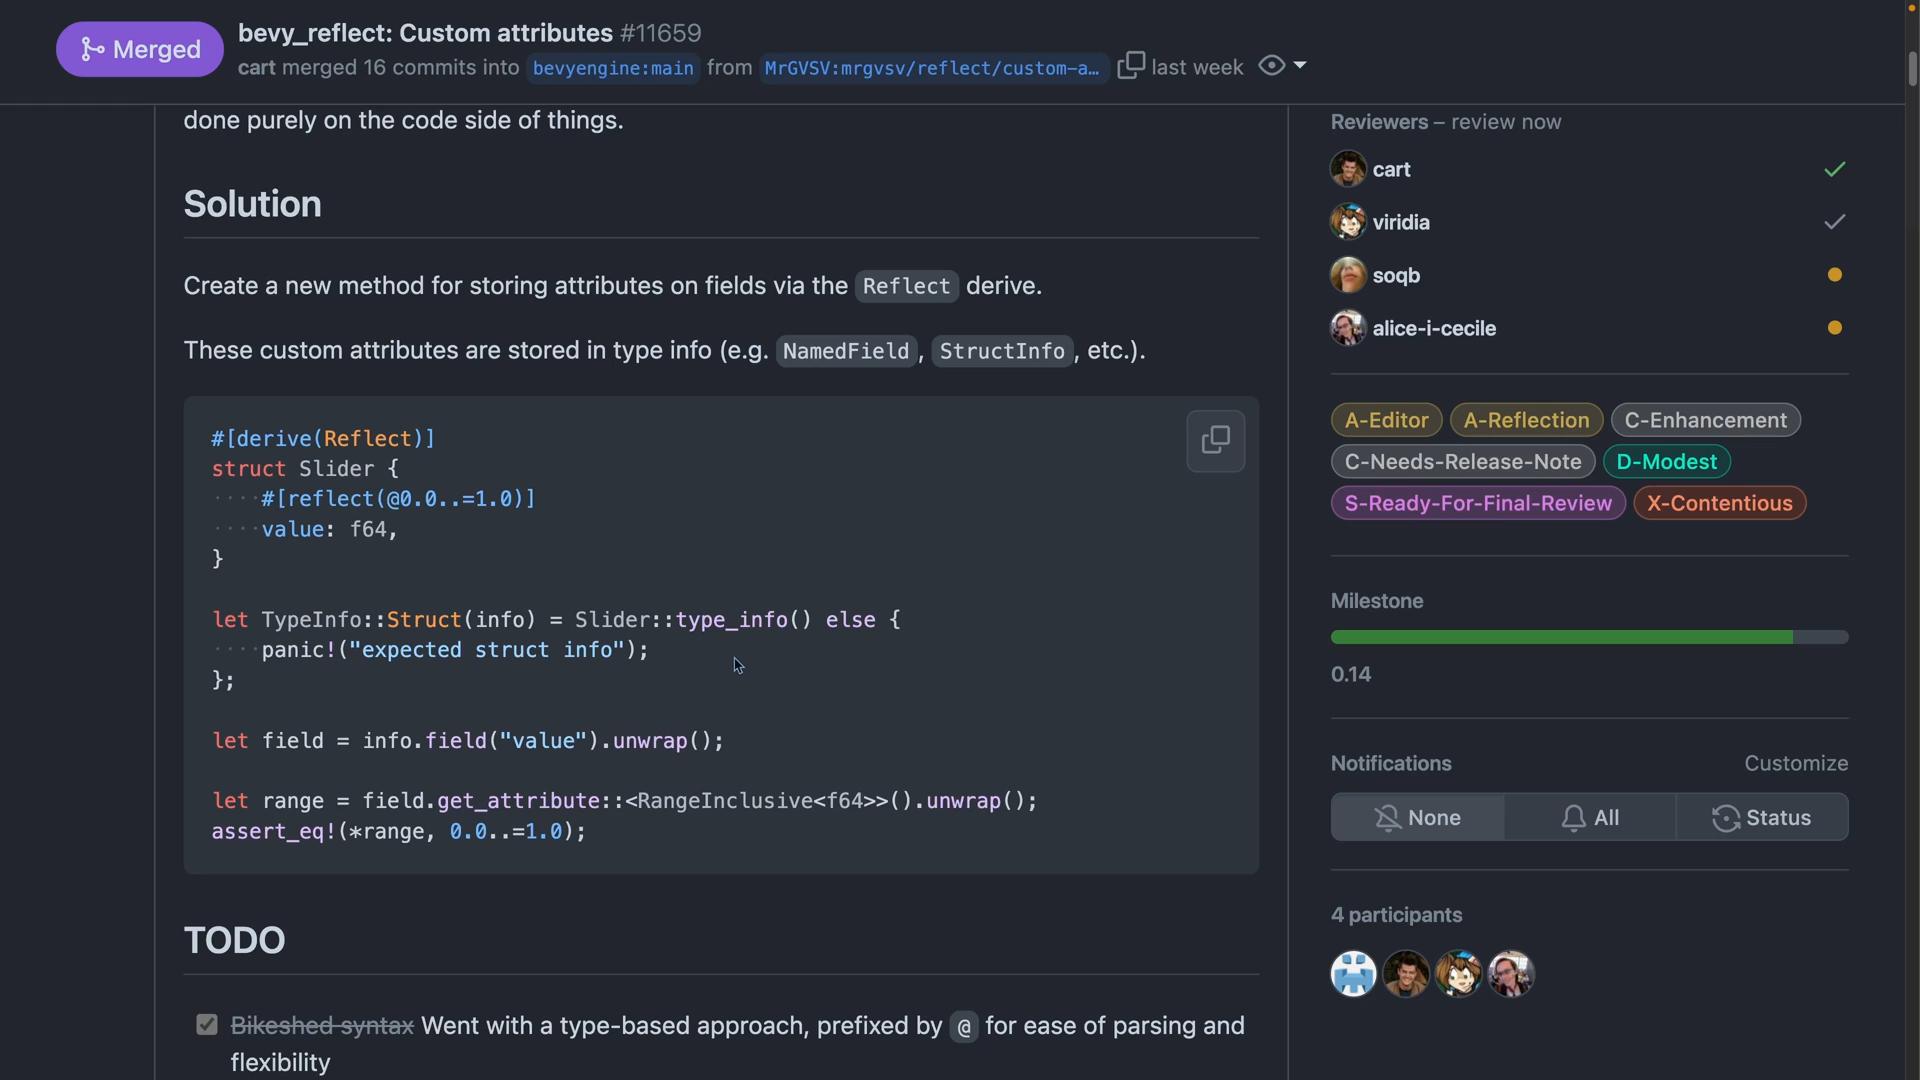 Merged
bevy_reflect: Custom attributes #11659
cart merged 16 commits into bevyengine:main from MrGVSV:mrgvsv/reflect/custom-a… last week
done purely on the code side of things.
Solution
Create a new method for storing attributes on fields via the Reflect derive.
These custom attributes are stored in type info (e.g. NamedField, StructInfo, etc.).
#[derive(Reflect)]
struct Slider {
····#[reflect(@0.0..=1.0)]
····value: f64,
}
let TypeInfo::Struct(info) = Slider::type_info() else {
····panic!("expected struct info");
};
let field = info.field("value").unwrap();
let range = field.get_attribute::<RangeInclusive<f64>>().unwrap();
assert_eq!(*range, 0.0..=1.0);
TODO
Bikeshed syntax Went with a type-based approach, prefixed by @ for ease of parsing and
flexibility
Reviewers – review now
cart
viridia
soqb
alice-i-cecile
A-Editor A-Reflection C-Enhancement
C-Needs-Release-Note D-Modest
S-Ready-For-Final-Review X-Contentious
Milestone
0.14
Notifications Customize
None All Status
4 participants